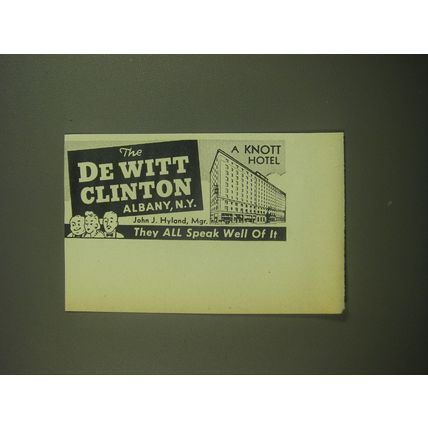 The
DE WITT
CLINTON
ALBANY, N.Y.
John J. Hyland, Mgr.
A KNOTT
HOTEL
They ALL Speak Well Of It